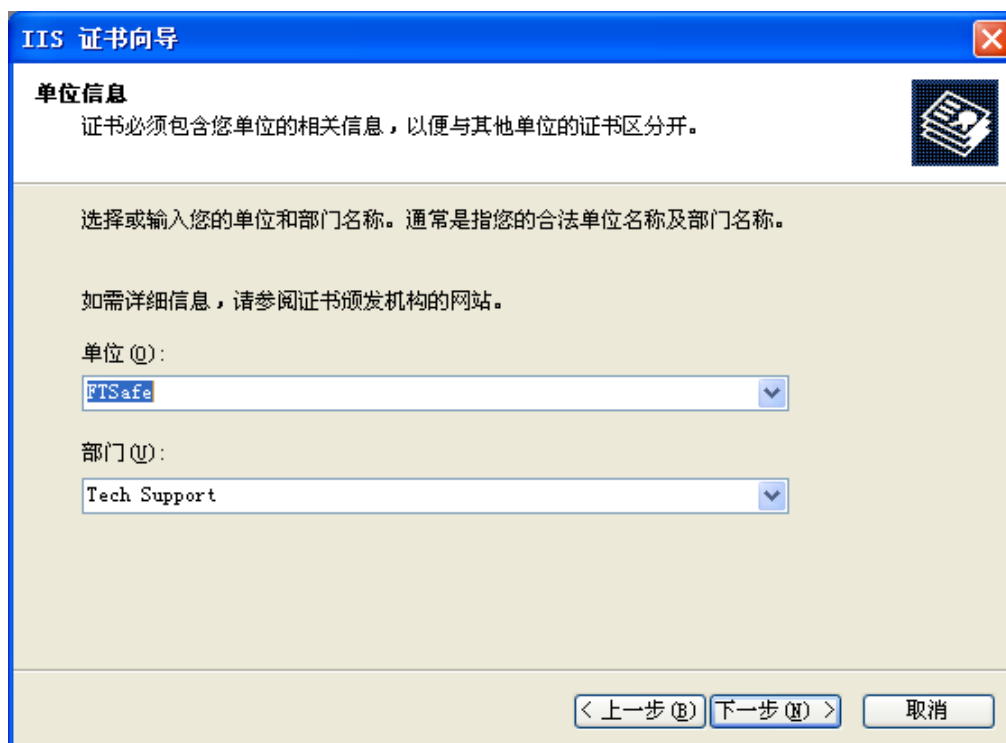 IIS 证书向导
单位信息
证书必须包含您单位的相关信息，以便与其他单位的证书区分开。
选择或输入您的单位和部门名称。通常是指您的合法单位名称及部门名称。
如需详细信息，请参阅证书颁发机构的网站。
单位(O):
FTSafe
部门(U):
Tech Support
< 上一步(B) 下一步(N) > 取消